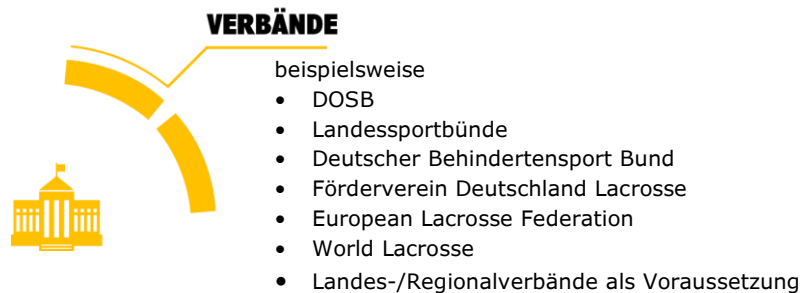 VERBÄNDE
beispielsweise
• DOSB
• Landessportbünde
• Deutscher Behindertensport Bund
• Förderverein Deutschland Lacrosse
• European Lacrosse Federation
• World Lacrosse
• Landes-/Regionalverbände als Voraussetzung